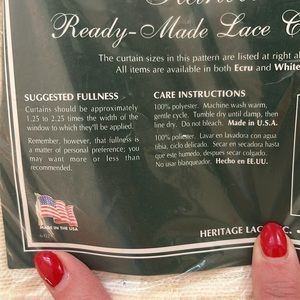 Ready-Made Lace C
The curtain sizes in this pattern are listed at right al
All items are available in both Ecru and White
SUGGESTED FULLNESS
Curtains should be approximately
1.25 to 2.25 times the width of the
window to which they'll be applied.
Remember, however, that fullness is
a matter of personal preference; you
may want more or less than
recommended.
CARE INSTRUCTIONS
100% polyester. Machine wash warm,
gentle cycle. Tumble dry until damp, then
line dry. Do not bleach. Made in U.S.A.
100% poliester. Lavar en lavadora con agua
tibia, ciclo delicado. Secar en secadora hasta
que este humedo, despues secar colgado.
No usar blanqueador. Hecho en EE.UU.
MADE IN THE USA
HERITAGE LACE, INC. •